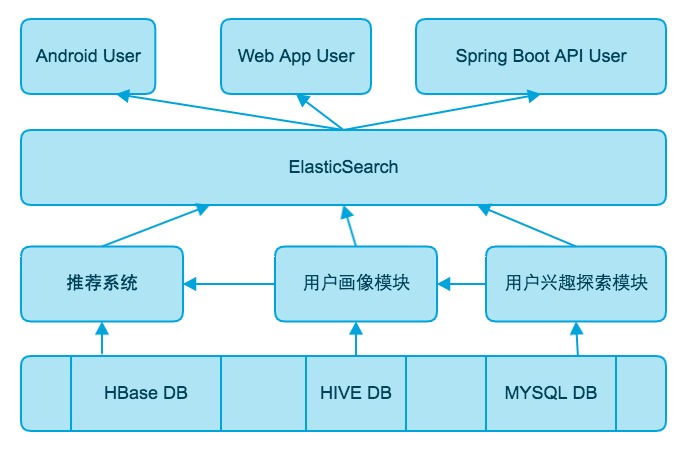 Android User
Web App User
Spring Boot API User
ElasticSearch
推荐系统
用户画像模块
用户兴趣探索模块
HBase DB
HIVE DB
MYSQL DB